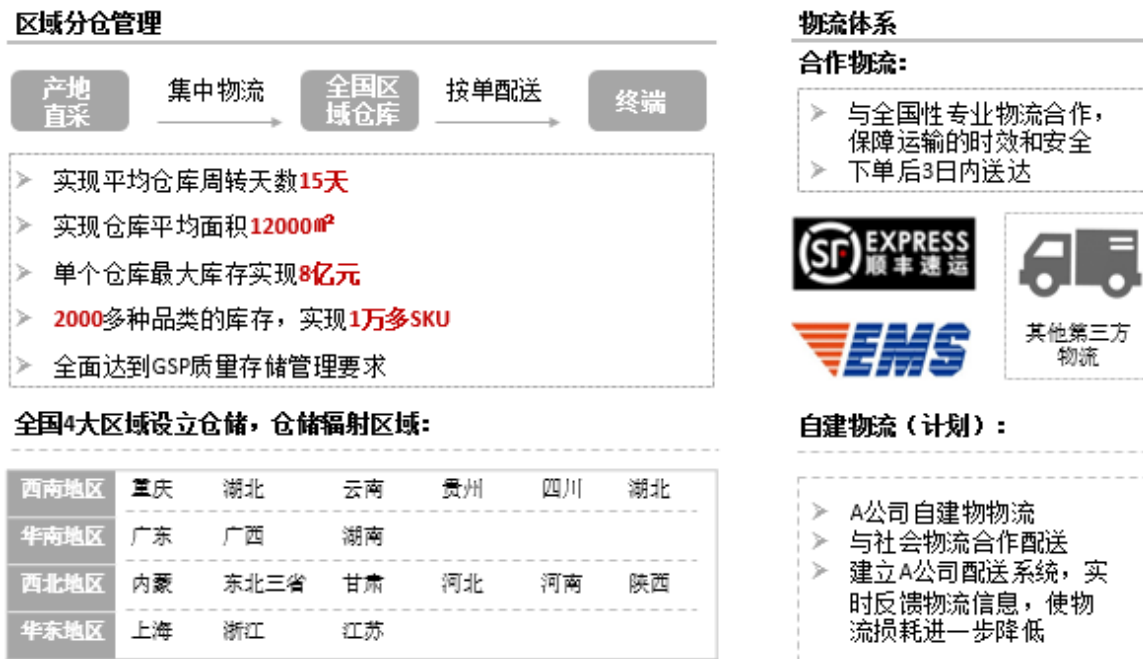 区域分仓管理
产地
直采
集中物流
全国区
域仓库
按单配送
终端
实现平均仓库周转天数15天
实现仓库平均面积12000㎡
单个仓库最大库存实现8亿元
2000多种品类的库存，实现1万多SKU
全面达到GSP质量存储管理要求
全国4大区域设立仓储，仓储辐射区域：
西南地区 重庆 湖北 云南 贵州 四川 湖北
华南地区 广东 广西 湖南
西北地区 内蒙 东北三省 甘肃 河北 河南 陕西
华东地区 上海 浙江 江苏
物流体系
合作物流：
与全国性专业物流合作，
保障运输的时效和安全
下单后3日内送达
SF EXPRESS
顺丰速运
EMS
其他第三方
物流
自建物流（计划）：
A公司自建物物流
与社会物流合作配送
建立A公司配送系统，实
时反馈物流信息，使物
流损耗进一步降低